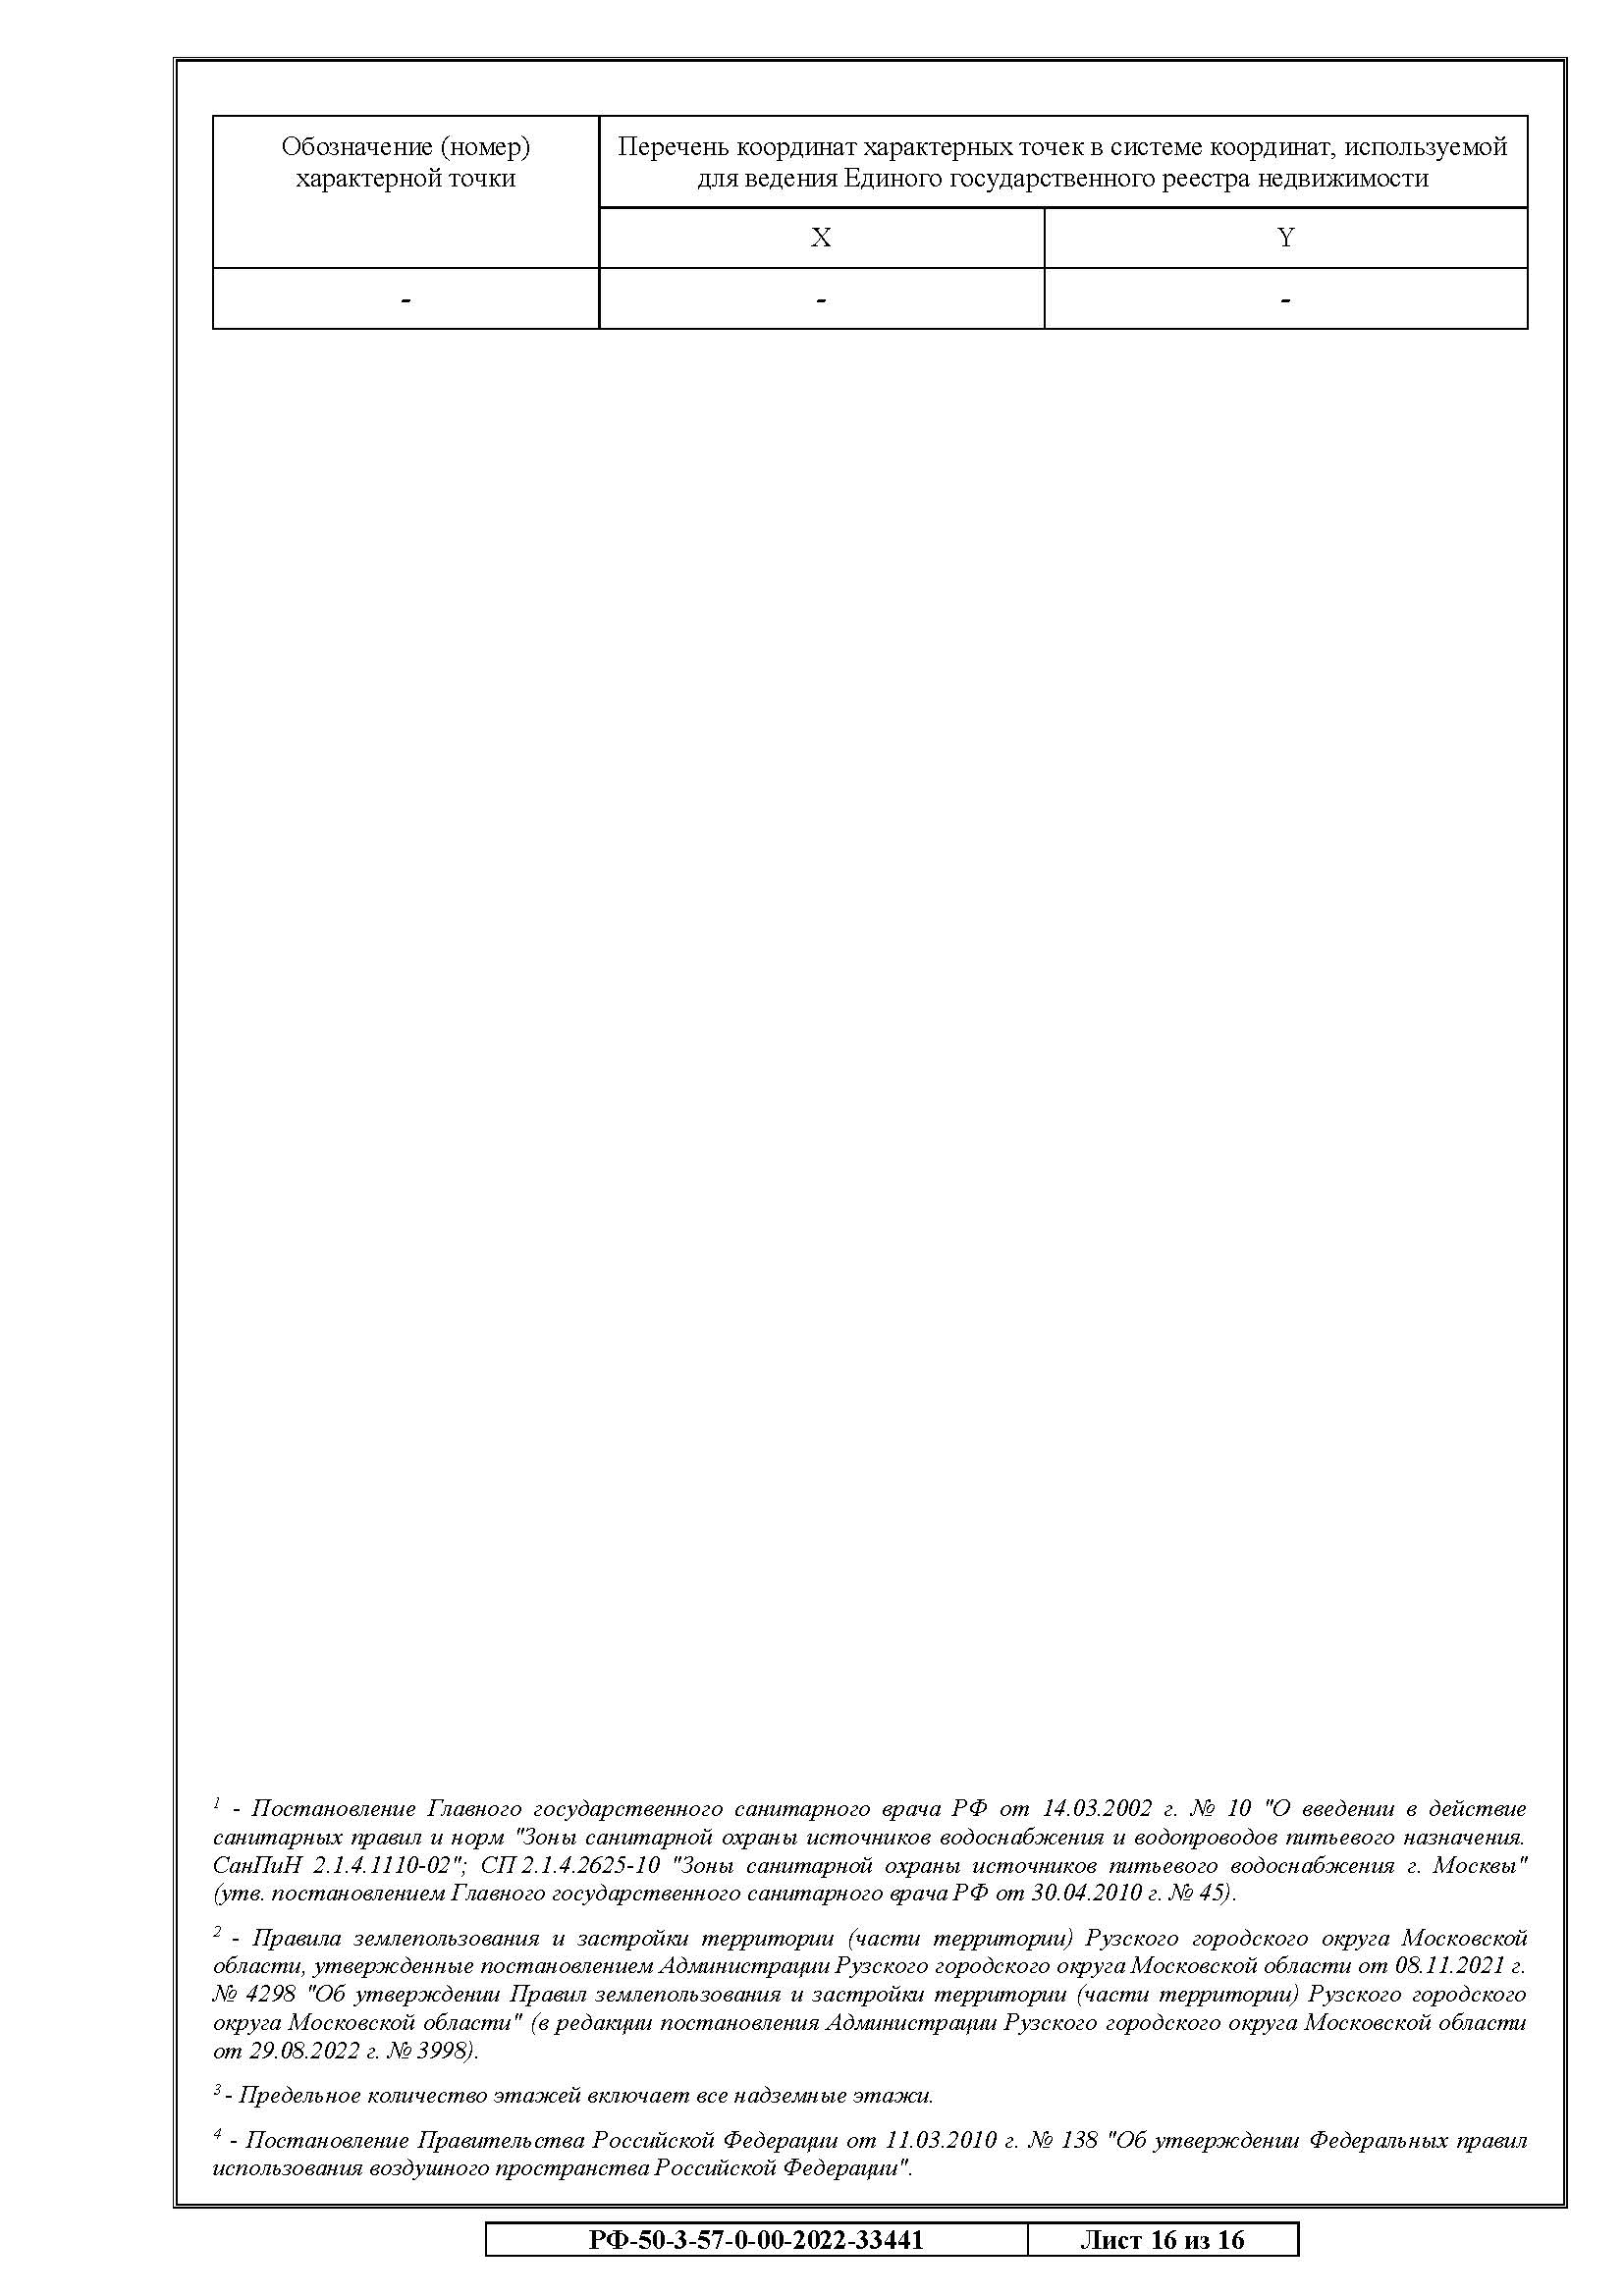 Обозначение (номер)
характерной точки
Перечень координат характерных точек в системе координат, используемой
для ведения Единого государственного реестра недвижимости
X
Y
-
-
-
1 - Постановление Главного государственного санитарного врача РФ от 14.03.2002 г. № 10 "О введении в действие
санитарных правил и норм "Зоны санитарной охраны источников водоснабжения и водопроводов питьевого назначения.
СанПиН 2.1.4.1110-02"; СП 2.1.4.2625-10 "Зоны санитарной охраны источников питьевого водоснабжения г. Москвы"
(утв. постановлением Главного государственного санитарного врача РФ от 30.04.2010 г. № 45).
2 - Правила землепользования и застройки территории (части территории) Рузского городского округа Московской
области, утвержденные постановлением Администрации Рузского городского округа Московской области от 08.11.2021 г.
№ 4298 "Об утверждении Правил землепользования и застройки территории (части территории) Рузского городского
округа Московской области" (в редакции постановления Администрации Рузского городского округа Московской области
от 29.08.2022 г. № 3998).
3 - Предельное количество этажей включает все надземные этажи.
4 - Постановление Правительства Российской Федерации от 11.03.2010 г. № 138 "Об утверждении Федеральных правил
использования воздушного пространства Российской Федерации".
РФ-50-3-57-0-00-2022-33441
Лист 16 из 16